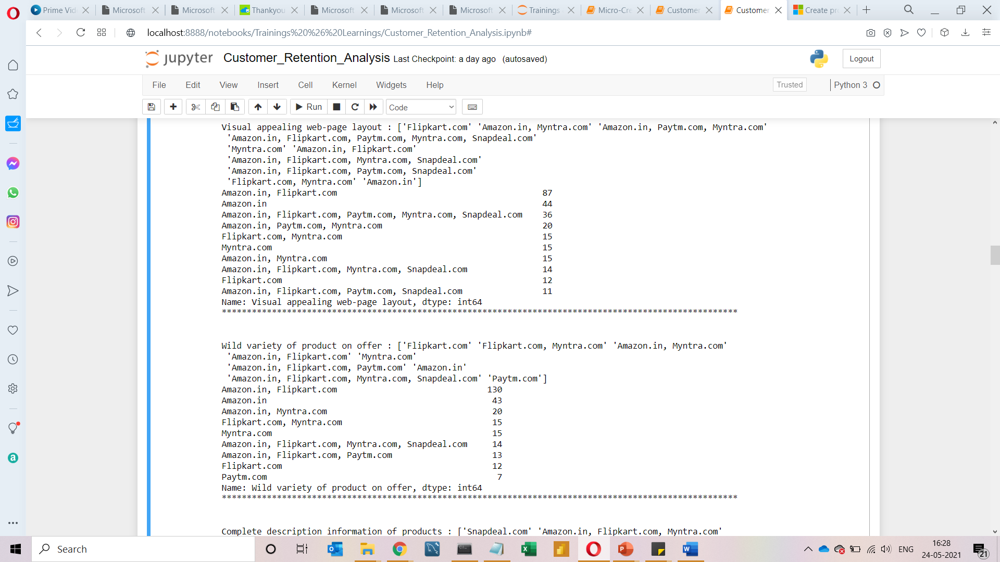 Prime Vid
Microsoft
Microsoft
Thankyou
Microsoft
Microsoft
Microsoft
Trainings
Micro-Cre
Customer
Customer
Create pr
localhost:8888/notebooks/Trainings%20%26%20Learnings/Customer_Retention_Analysis.ipynb#
jupyter Customer_Retention_Analysis Last Checkpoint: a day ago (autosaved)
Logout
File Edit View Insert Cell Kernel Widgets Help
Trusted
Python 3
Run
Code
Visual appealing web-page layout : ['Flipkart.com' 'Amazon.in, Myntra.com' 'Amazon.in, Paytm.com, Myntra.com'
'Amazon.in, Flipkart.com, Paytm.com, Myntra.com, Snapdeal.com'
'Myntra.com' 'Amazon.in, Flipkart.com'
'Amazon.in, Flipkart.com, Myntra.com, Snapdeal.com'
'Amazon.in, Flipkart.com, Paytm.com, Snapdeal.com'
'Flipkart.com, Myntra.com' 'Amazon.in']
Amazon.in, Flipkart.com 87
Amazon.in 44
Amazon.in, Flipkart.com, Paytm.com, Myntra.com, Snapdeal.com 36
Amazon.in, Paytm.com, Myntra.com 20
Flipkart.com, Myntra.com 15
Myntra.com 15
Amazon.in, Myntra.com 15
Amazon.in, Flipkart.com, Myntra.com, Snapdeal.com 14
Flipkart.com 12
Amazon.in, Flipkart.com, Paytm.com, Snapdeal.com 11
Name: Visual appealing web-page layout, dtype: int64
*******************************************************************************************************
Wild variety of product on offer : ['Flipkart.com' 'Flipkart.com, Myntra.com' 'Amazon.in, Myntra.com'
'Amazon.in, Flipkart.com' 'Myntra.com'
'Amazon.in, Flipkart.com, Paytm.com' 'Amazon.in'
'Amazon.in, Flipkart.com, Myntra.com, Snapdeal.com' 'Paytm.com']
Amazon.in, Flipkart.com 130
Amazon.in 43
Amazon.in, Myntra.com 20
Flipkart.com, Myntra.com 15
Myntra.com 15
Amazon.in, Flipkart.com, Myntra.com, Snapdeal.com 14
Amazon.in, Flipkart.com, Paytm.com 13
Flipkart.com 12
Paytm.com 7
Name: Wild variety of product on offer, dtype: int64
*******************************************************************************************************
Complete description information of products : ['Snapdeal.com' 'Amazon.in, Flipkart.com, Myntra.com'
Search
ENG
16:28
24-05-2021
21